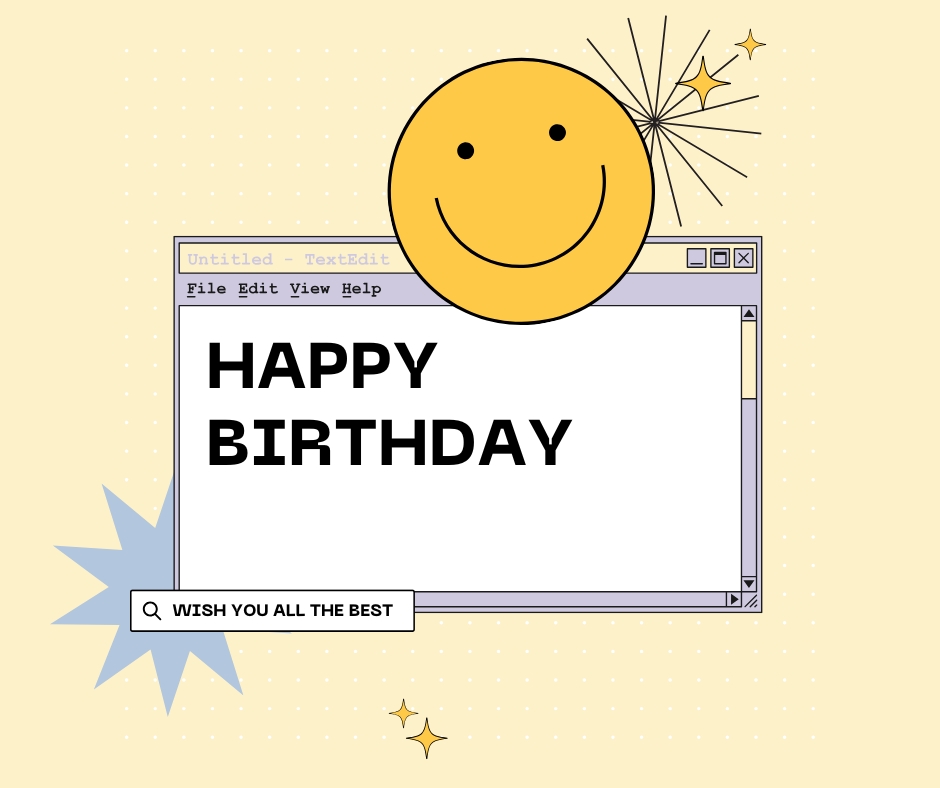 Untitled - TextEdit
File Edit View Help
HAPPY
BIRTHDAY
WISH YOU ALL THE BEST